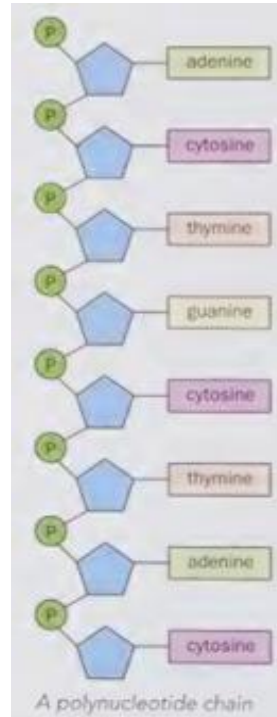 P
adenine
P
cytosine
P
thymine
P
guanine
P
cytosine
P
thymine
P
adenine
P
cytosine
A polynucleotide chain